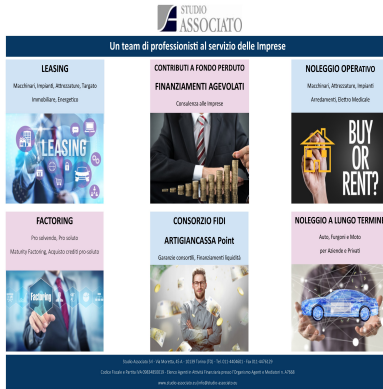 STUDIO
ASSOCIATO
Un team di professionisti al servizio delle Imprese
LEASING
Macchinari, Impianti, Attrezzature, Targato
Immobiliare, Energetico
LEASING
CONTRIBUTI A FONDO PERDUTO
FINANZIAMENTI AGEVOLATI
Consulenza alle Imprese
NOLEGGIO OPERATIVO
Macchinari, Attrezzature, Impianti
Arredamenti, Elettro Medicale
BUY
OR
RENT?
FACTORING
Pro solvendo, Pro soluto
Maturity Factoring, Acquisto crediti pro-soluto
Factoring
CONSORZIO FIDI
ARTIGIANCASSA Point
Garanzie consortili, Finanziamenti liquidità
NOLEGGIO A LUNGO TERMINE
Auto, Furgoni e Moto
per Aziende e Privati